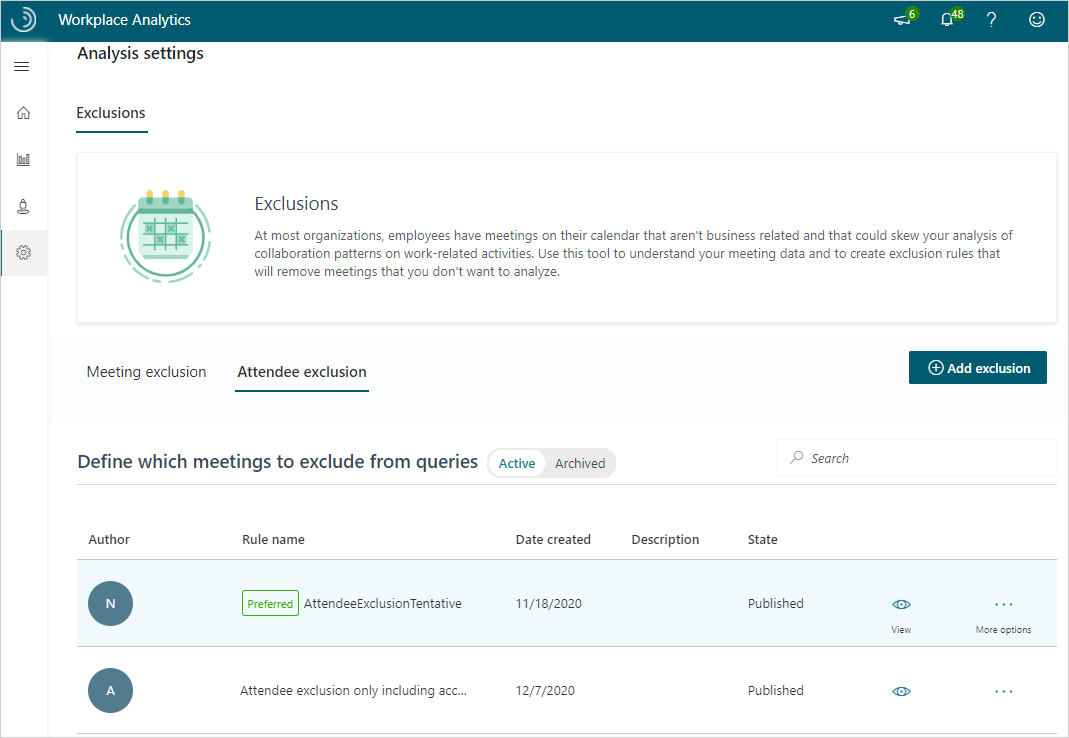 Workplace Analytics
6
48
?
Analysis settings
Exclusions
Exclusions
At most organizations, employees have meetings on their calendar that aren't business related and that could skew your analysis of
collaboration patterns on work-related activities. Use this tool to understand your meeting data and to create exclusion rules that
will remove meetings that you don't want to analyze.
Meeting exclusion
Attendee exclusion
Add exclusion
Define which meetings to exclude from queries
Active
Archived
Search
Author
Rule name
Date created
Description
State
N
Preferred
AttendeeExclusionTentative
11/18/2020
Published
View
More options
A
Attendee exclusion only including acc...
12/7/2020
Published